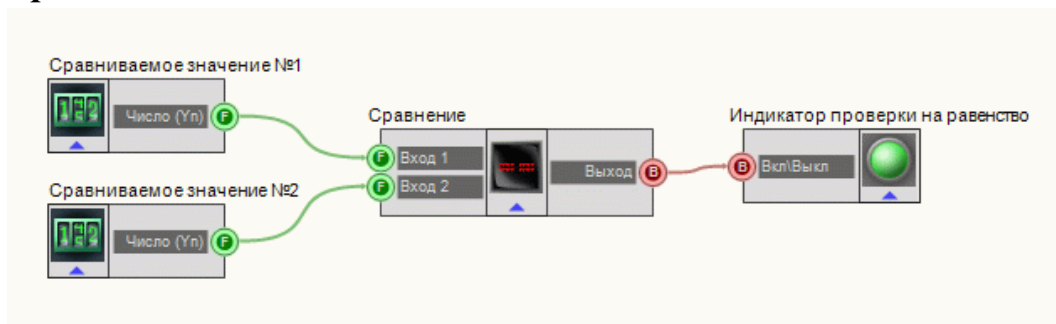 Сравниваемое значение №1
Число (Yn) F
Сравнение
F Вход 1
F Вход 2
Выход B
Индикатор проверки на равенство
B Вкл\Выкл
Сравниваемое значение №2
Число (Yn) F